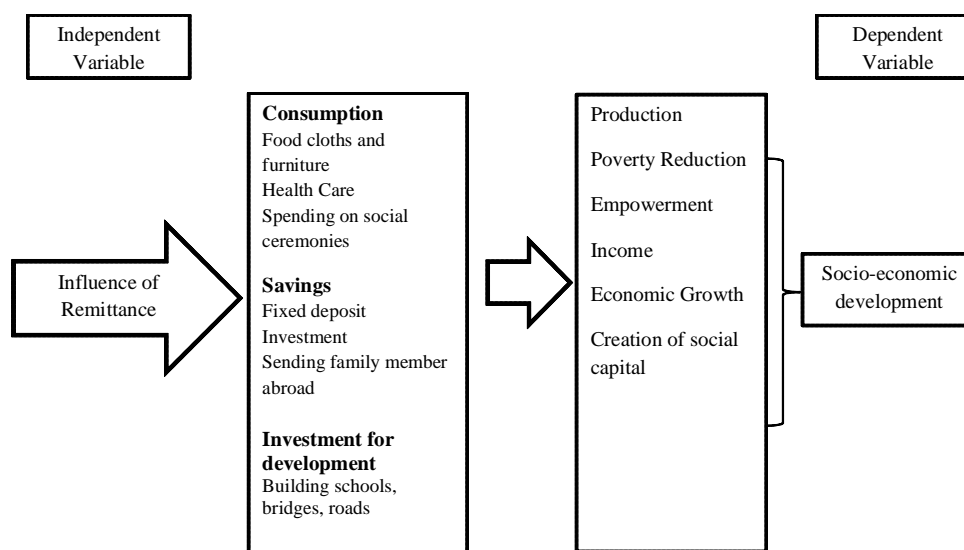 Independent
Variable
Dependent
Variable
Influence of
Remittance
Consumption
Food cloths and
furniture
Health Care
Spending on social
ceremonies
Savings
Fixed deposit
Investment
Sending family member
abroad
Investment for
development
Building schools,
bridges, roads
Production
Poverty Reduction
Empowerment
Income
Economic Growth
Creation of social
capital
Socio-economic
development